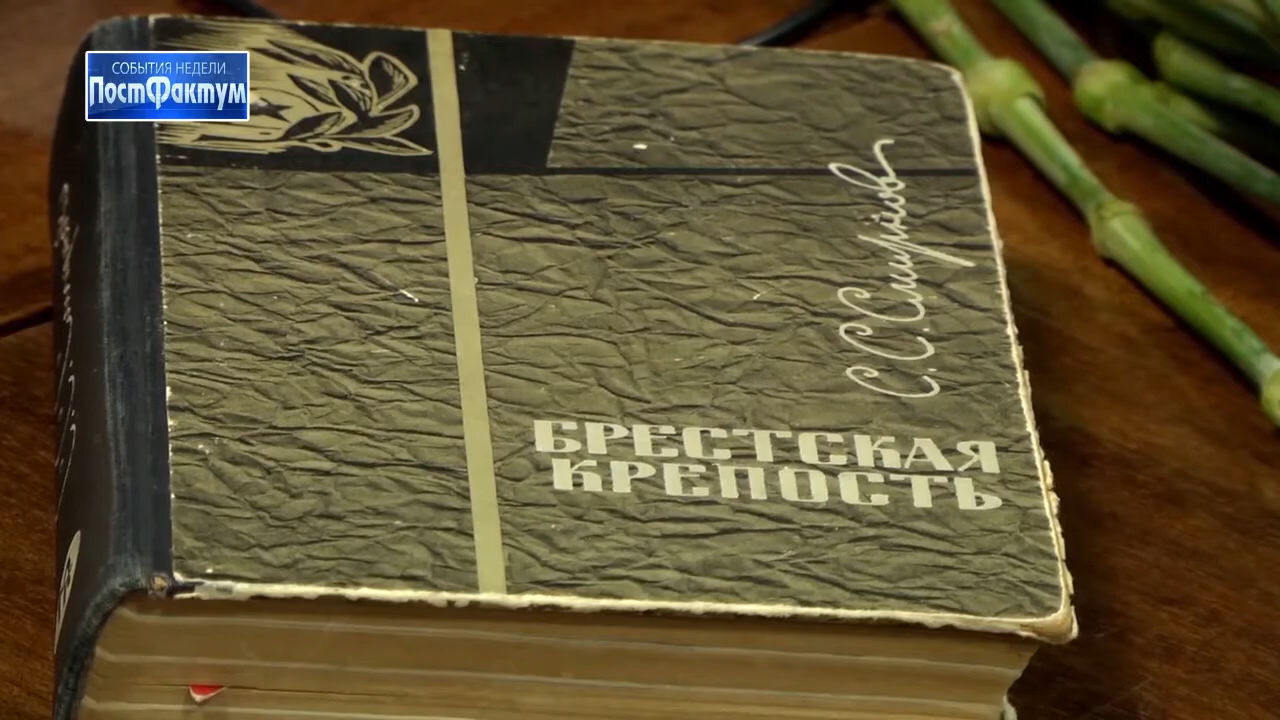 СОБЫТИЯ НЕДЕЛИ
ПостФактум
С. С. Смирнов
БРЕСТСКАЯ
КРЕПОСТЬ